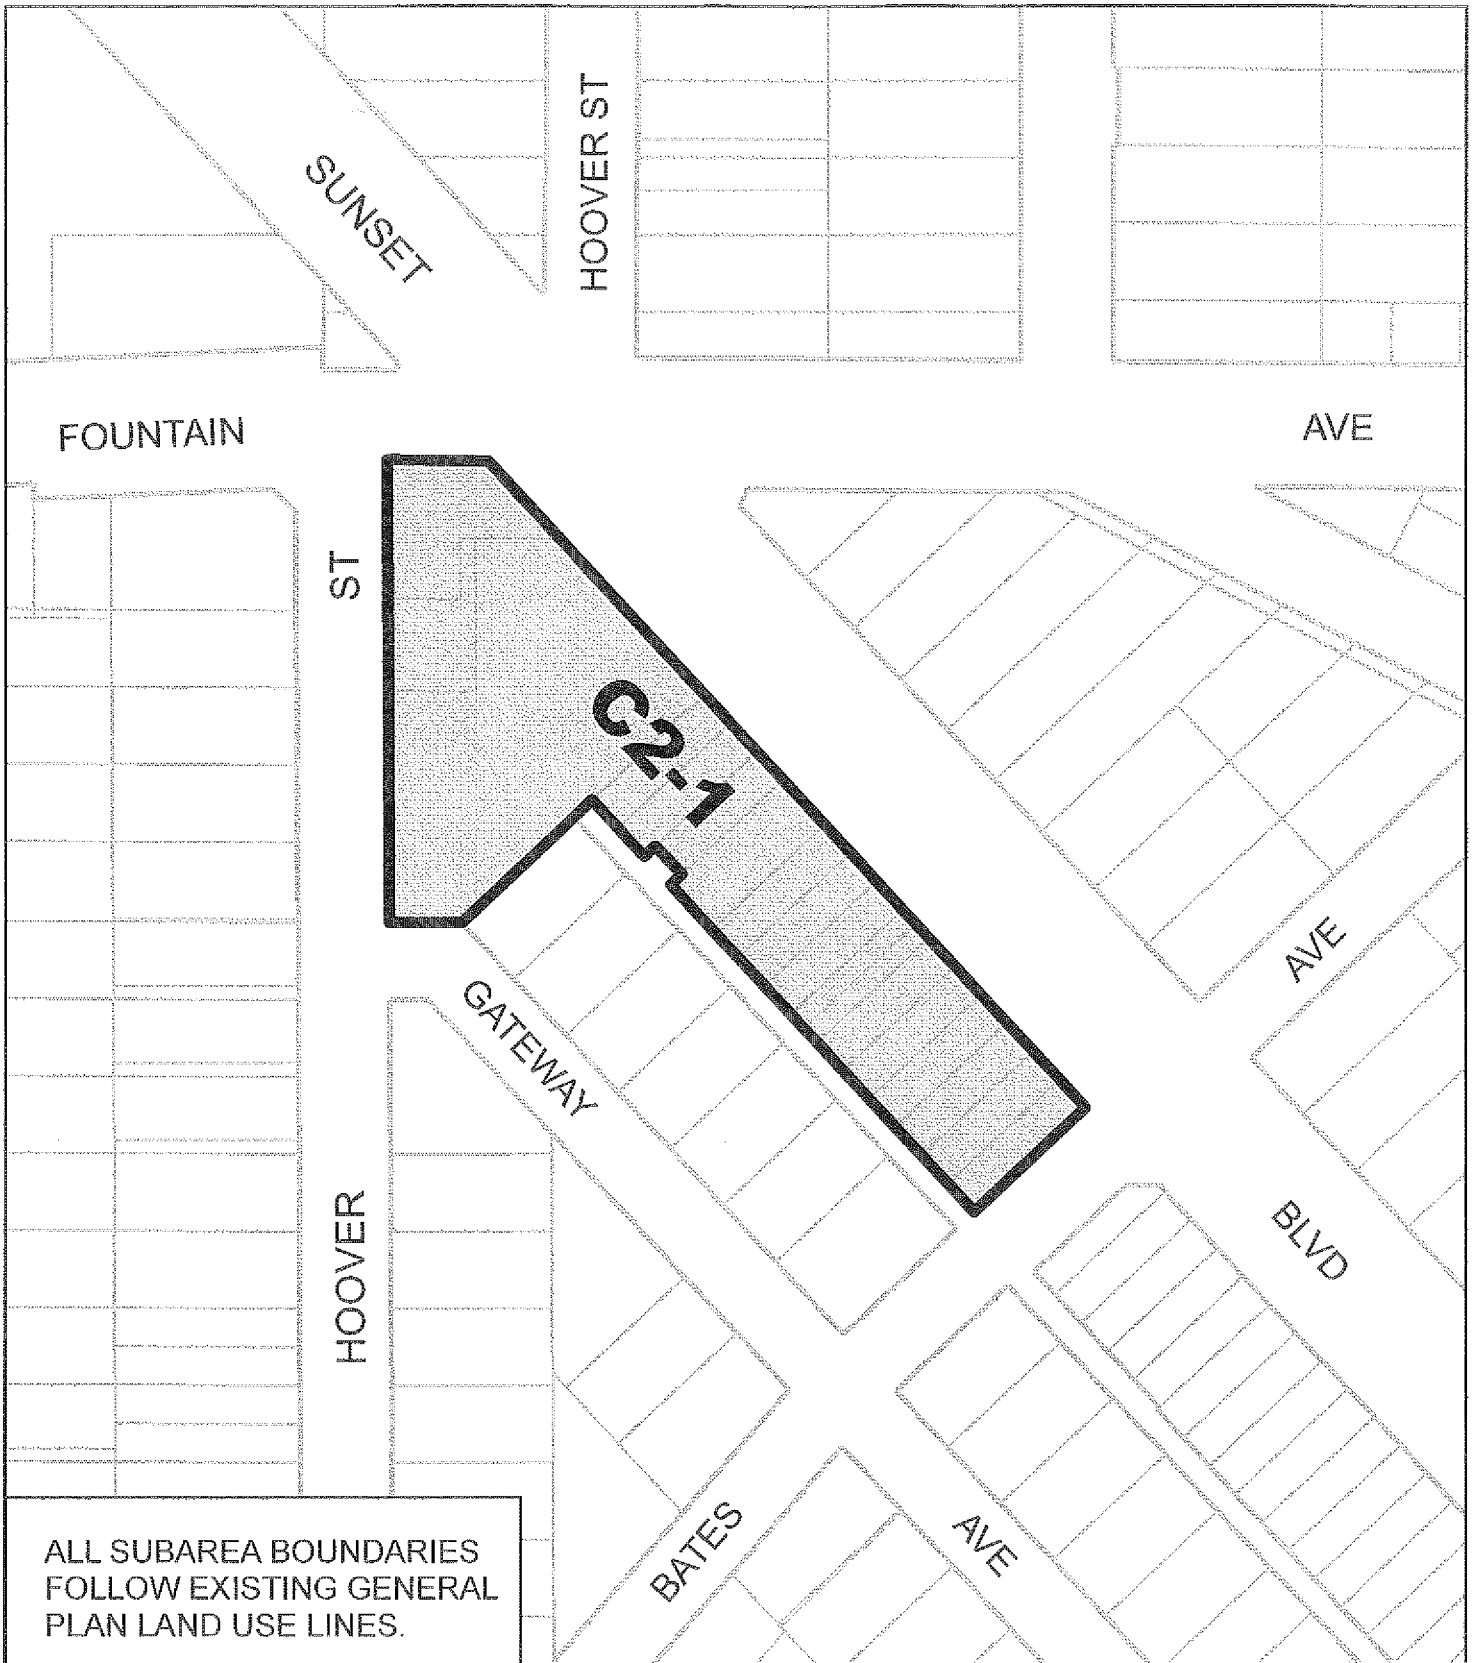 HOOVER ST
SUNSET
FOUNTAIN
AVE
ST
C2-1
AVE
GATEWAY
HOOVER
BLVD
BATES
AVE
ALL SUBAREA BOUNDARIES
FOLLOW EXISTING GENERAL
PLAN LAND USE LINES.